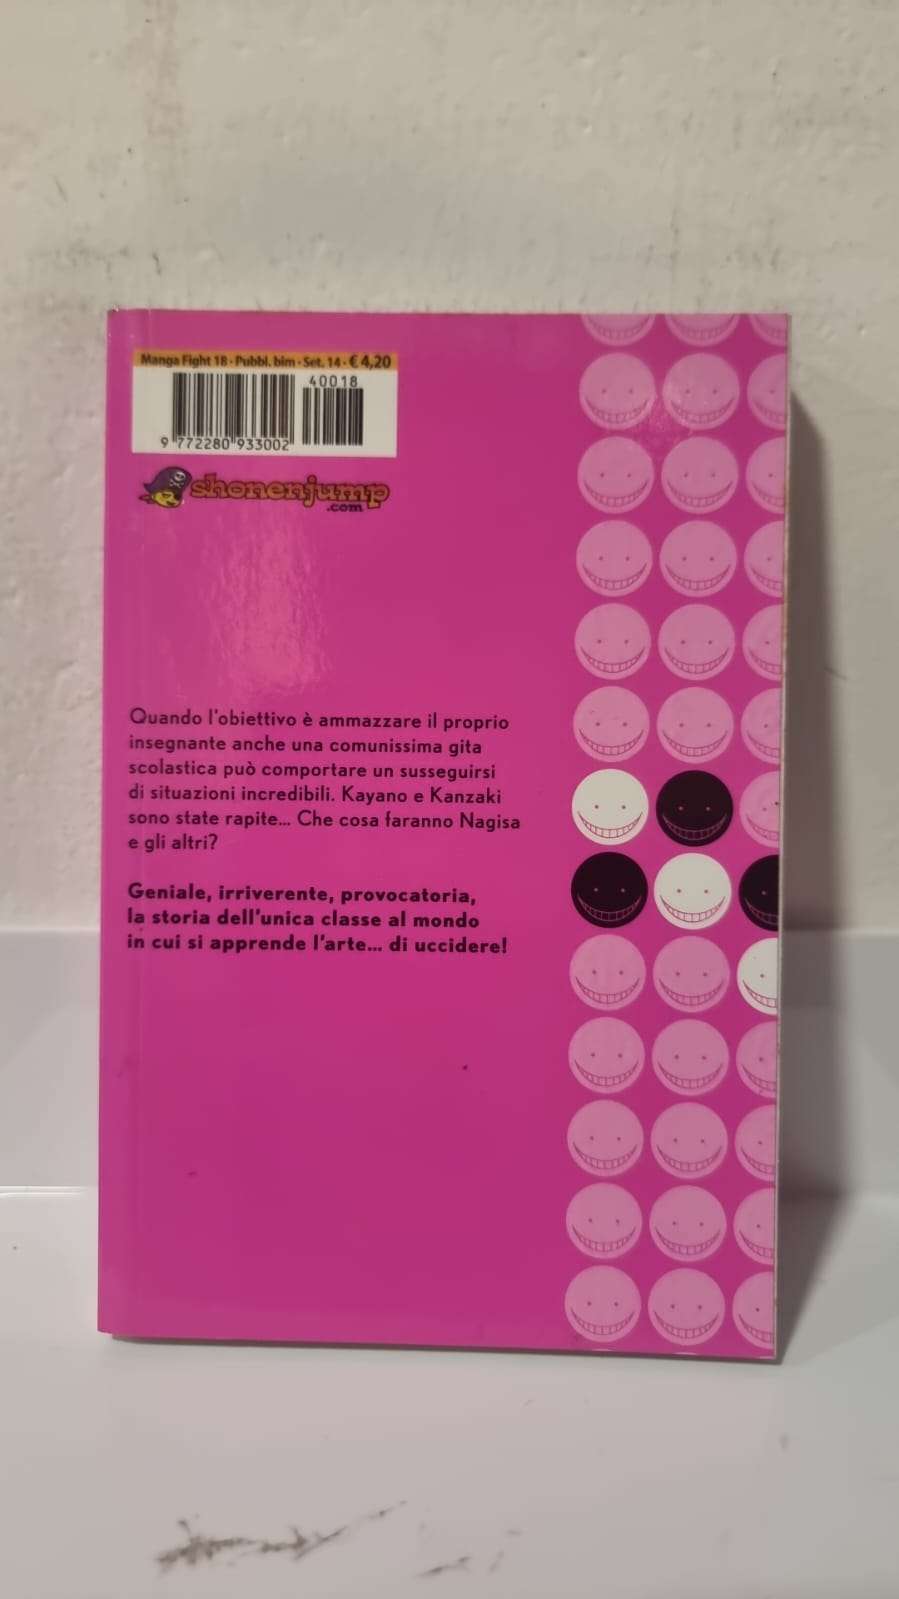 Manga Fight 18 - Pubbl. bim - Set. 14 - € 4,20
40018
9 772280 933002
shonenjump
.com
Quando l'obiettivo è ammazzare il proprio
insegnante anche una comunissima gita
scolastica può comportare un susseguirsi
di situazioni incredibili. Kayano e Kanzaki
sono state rapite... Che cosa faranno Nagisa
e gli altri?
Geniale, irriverente, provocatoria,
la storia dell'unica classe al mondo
in cui si apprende l'arte... di uccidere!